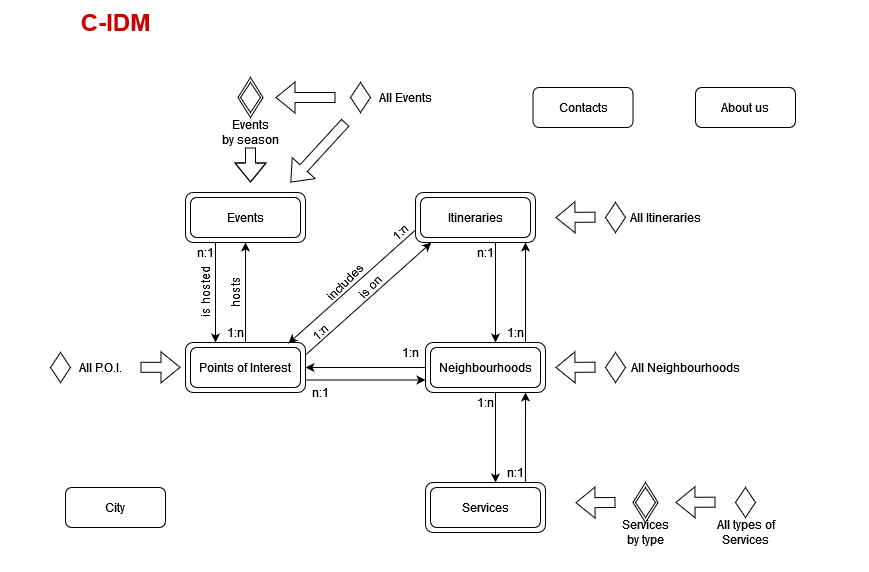 C-IDM
All Events
Events
by season
Contacts
About us
Events
Itineraries
All Itineraries
n:1
is hosted
hosts
1:n
1:n
includes
is on
1:n
n:1
1:n
All P.O.I.
Points of Interest
1:n
n:1
Neighbourhoods
All Neighbourhoods
1:n
n:1
City
Services
Services
by type
All types of
Services